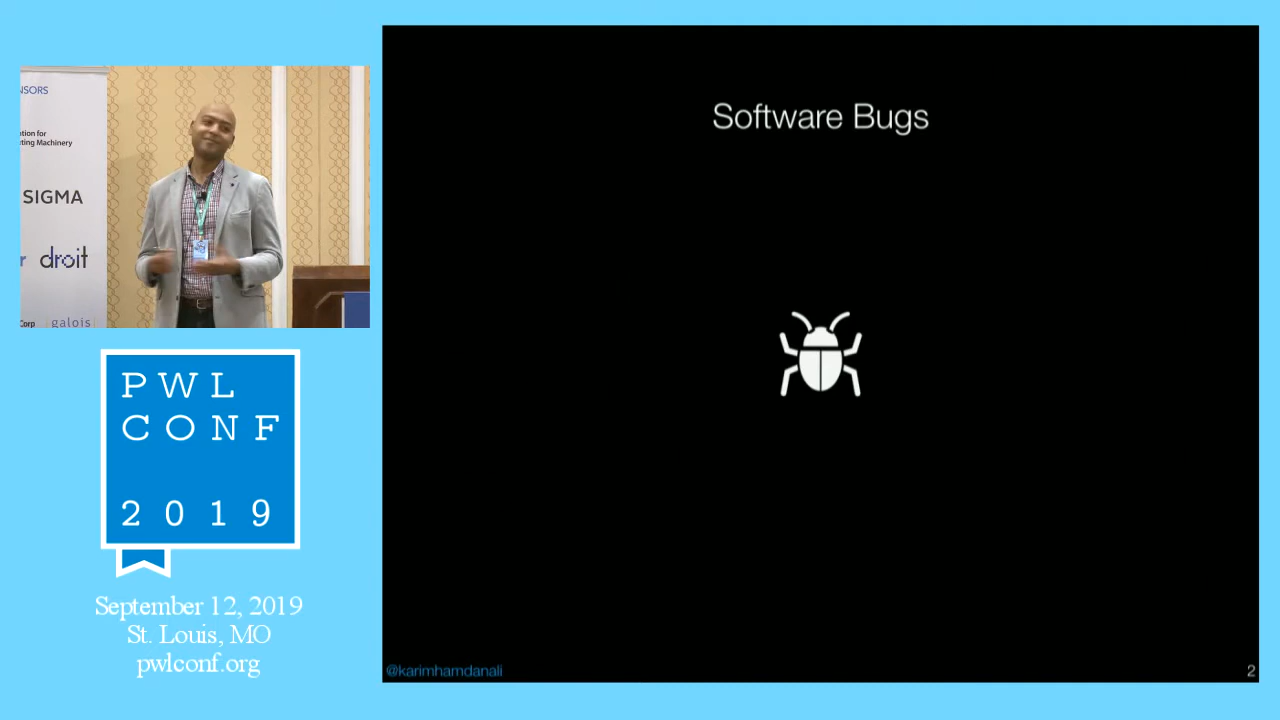 NSORS
tion for
ting Machinery
SIGMA
r droit
Corp galois
PWL
CONF
2019
September 12, 2019
St. Louis, MO
pwlconf.org
Software Bugs
@karimhamdanali
2